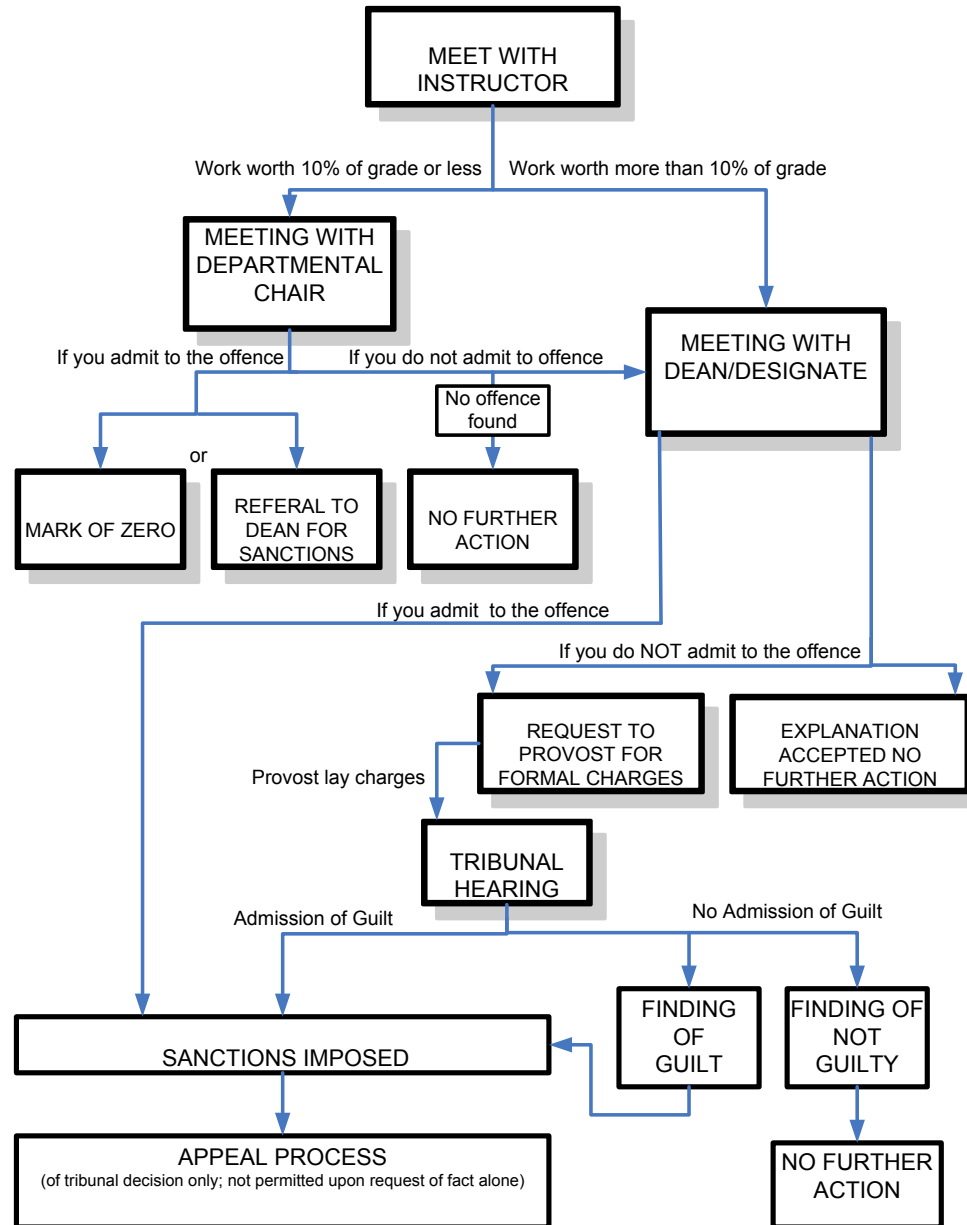 MEET WITH
INSTRUCTOR
Work worth 10% of grade or less
Work worth more than 10% of grade
MEETING WITH
DEPARTMENTAL
CHAIR
MEETING WITH
DEAN/DESIGNATE
If you admit to the offence
If you do not admit to offence
No offence
found
or
MARK OF ZERO
REFERAL TO
DEAN FOR
SANCTIONS
NO FURTHER
ACTION
If you admit to the offence
If you do NOT admit to the offence
REQUEST TO
PROVOST FOR
FORMAL CHARGES
EXPLANATION
ACCEPTED NO
FURTHER ACTION
Provost lay charges
TRIBUNAL
HEARING
Admission of Guilt
No Admission of Guilt
FINDING
OF
GUILT
FINDING OF
NOT
GUILTY
SANCTIONS IMPOSED
APPEAL PROCESS
(of tribunal decision only; not permitted upon request of fact alone)
NO FURTHER
ACTION